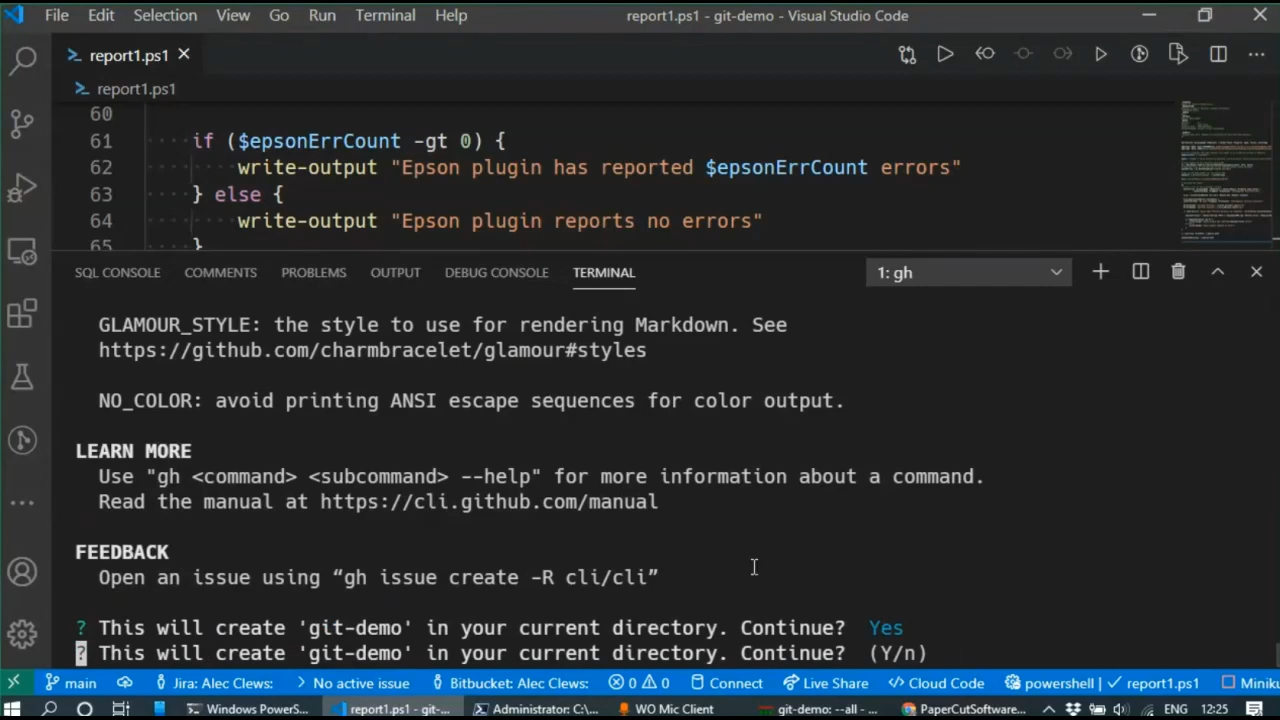 File Edit Selection View Go Run Terminal Help report1.ps1 - git-demo - Visual Studio Code
report1.ps1
report1.ps1
60
61 if ($epsonErrCount -gt 0) {
62 write-output "Epson plugin has reported $epsonErrCount errors"
63 } else {
64 write-output "Epson plugin reports no errors"
65 }
SQL CONSOLE COMMENTS PROBLEMS OUTPUT DEBUG CONSOLE TERMINAL 1: gh
GLAMOUR_STYLE: the style to use for rendering Markdown. See
https://github.com/charmbracelet/glamour#styles
NO_COLOR: avoid printing ANSI escape sequences for color output.
LEARN MORE
Use "gh <command> <subcommand> --help" for more information about a command.
Read the manual at https://cli.github.com/manual
FEEDBACK
Open an issue using “gh issue create -R cli/cli”
? This will create 'git-demo' in your current directory. Continue? Yes
? This will create 'git-demo' in your current directory. Continue? (Y/n)
main Jira: Alec Clews: No active issue Bitbucket: Alec Clews: 0 0 Connect Live Share Cloud Code powershell | report1.ps1 Miniku
Windows PowerS... report1.ps1 - git-... Administrator: C:\... WO Mic Client git-demo: --all - ... PaperCutSoftware... ENG 12:25